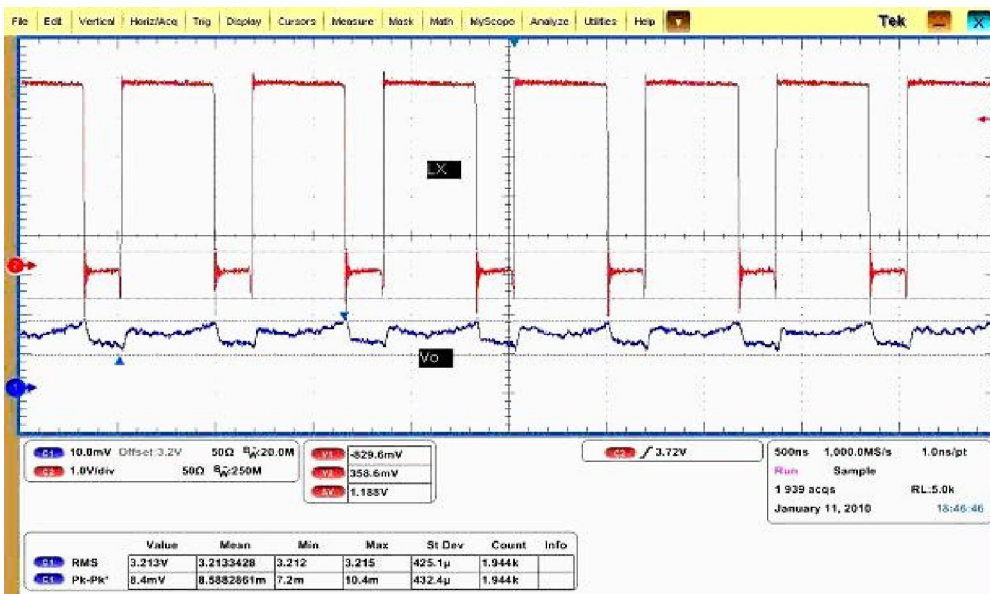 File Edit Vertical Horiz/Acq Trig Display Cursors Measure Mask Math MyScope Analyze Utilities Help
Tek
X
LX
2
Vo
1
C1 10.0mV Offset:3.2V 50Ω BW:20.0M
C2 1.0V/div 50Ω BW:250M
V1 -829.6mV
V2 358.6mV
ΔV 1.188V
C2 / 3.72V
500ns 1,000.0MS/s 1.0ns/pt
Run Sample
1 939 acqs RL:5.0k
January 11, 2010 18:46:46
Value Mean Min Max St Dev Count Info
C1 RMS 3.213V 3.2133428 3.212 3.215 425.1µ 1.944k
C1 Pk-Pk* 8.4mV 8.5882861m 7.2m 10.4m 432.4µ 1.944k